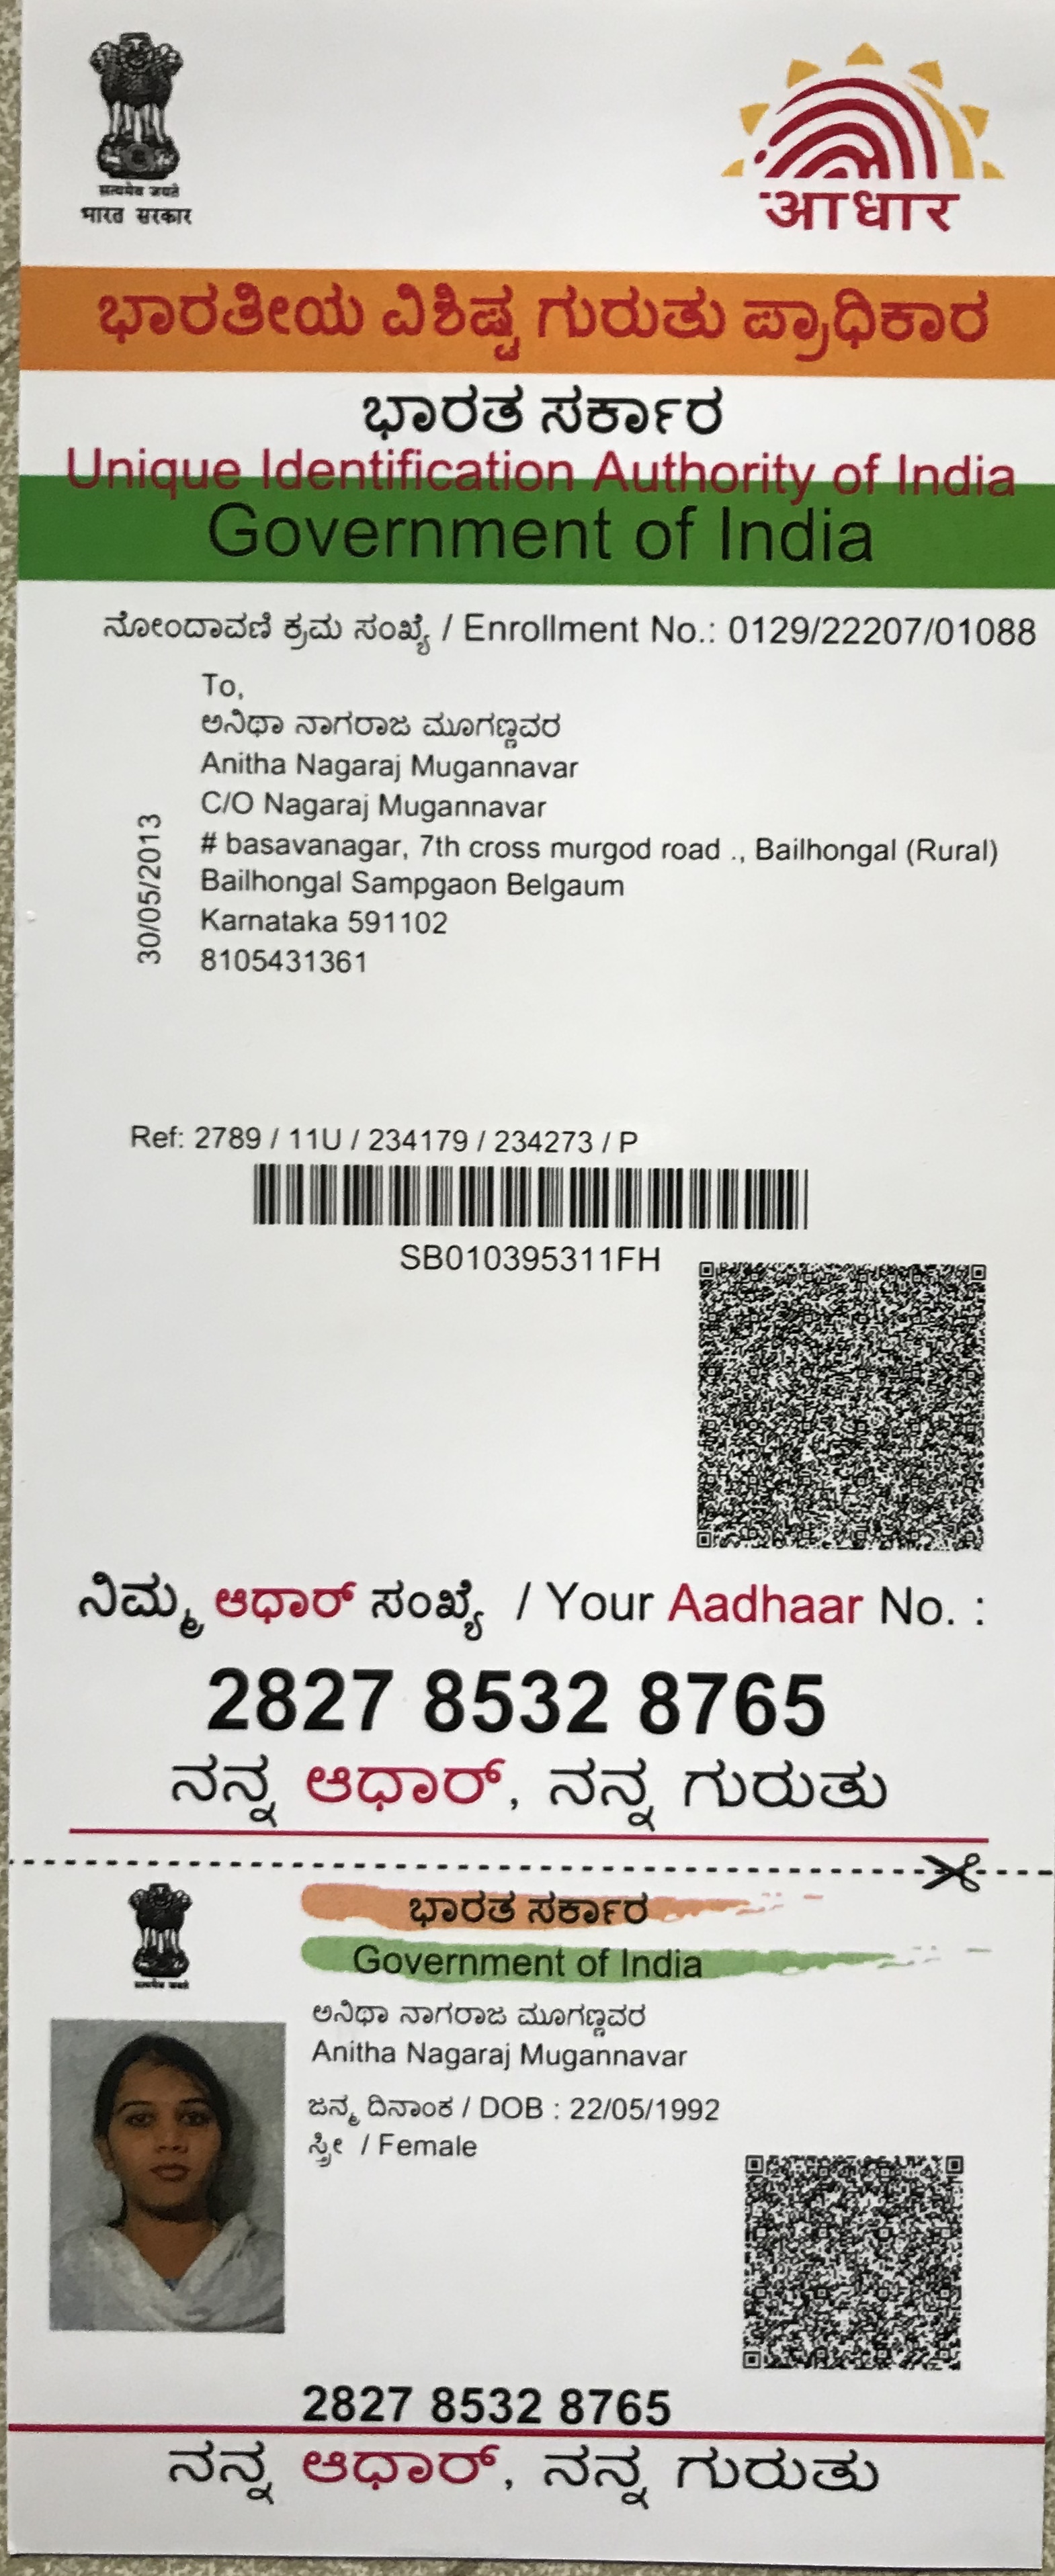 सत्यमेव जयते
भारत सरकार
आधार
ಭಾರತೀಯ ವಿಶಿಷ್ಟ ಗುರುತು ಪ್ರಾಧಿಕಾರ
ಭಾರತ ಸರ್ಕಾರ
Unique Identification Authority of India
Government of India
ನೋಂದಾವಣಿ ಕ್ರಮ ಸಂಖ್ಯೆ / Enrollment No.: 0129/22207/01088
To,
ಅನಿಥಾ ನಾಗರಾಜ ಮೂಗಣ್ಣವರ
Anitha Nagaraj Mugannavar
C/O Nagaraj Mugannavar
# basavanagar, 7th cross murgod road ., Bailhongal (Rural)
Bailhongal Sampgaon Belgaum
Karnataka 591102
8105431361
30/05/2013
Ref: 2789 / 11U / 234179 / 234273 / P
SB010395311FH
ನಿಮ್ಮ ಆಧಾರ್ ಸಂಖ್ಯೆ / Your Aadhaar No. :
2827 8532 8765
ನನ್ನ ಆಧಾರ್, ನನ್ನ ಗುರುತು
ಭಾರತ ಸರ್ಕಾರ
Government of India
सत्यमेव जयते
ಅನಿಥಾ ನಾಗರಾಜ ಮೂಗಣ್ಣವರ
Anitha Nagaraj Mugannavar
ಜನ್ಮ ದಿನಾಂಕ / DOB : 22/05/1992
ಸ್ತ್ರೀ / Female
2827 8532 8765
ನನ್ನ ಆಧಾರ್, ನನ್ನ ಗುರುತು